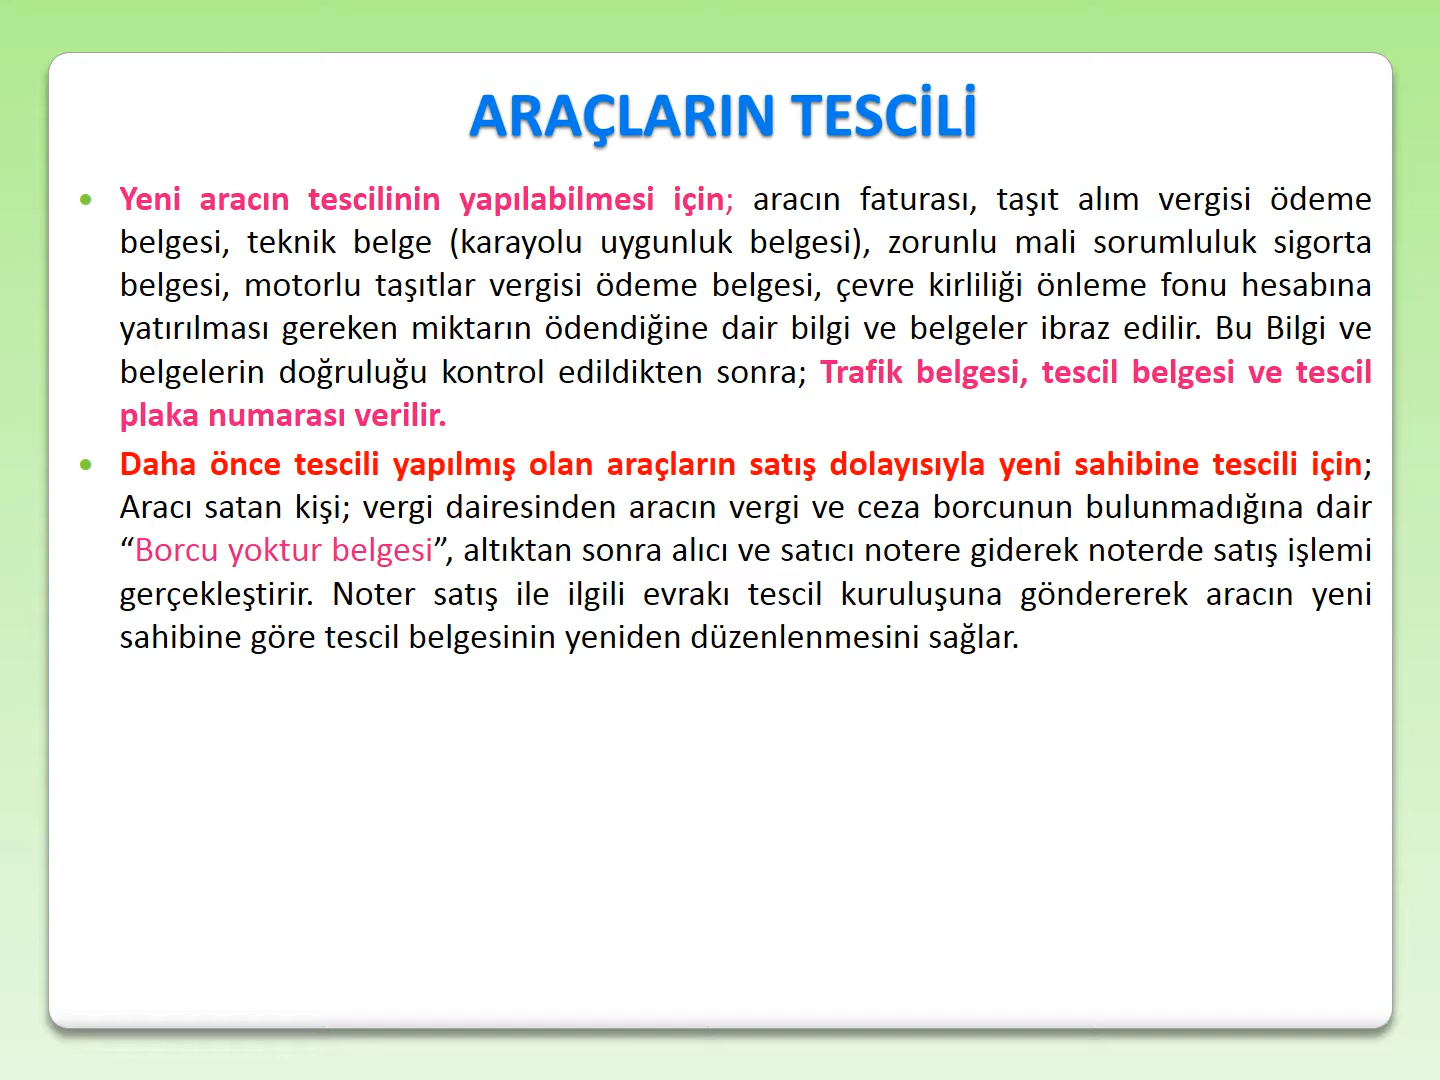 ARAÇLARIN TESCİLİ
• Yeni aracın tescilinin yapılabilmesi için; aracın faturası, taşıt alım vergisi ödeme
belgesi, teknik belge (karayolu uygunluk belgesi), zorunlu mali sorumluluk sigorta
belgesi, motorlu taşıtlar vergisi ödeme belgesi, çevre kirliliği önleme fonu hesabına
yatırılması gereken miktarın ödendiğine dair bilgi ve belgeler ibraz edilir. Bu Bilgi ve
belgelerin doğruluğu kontrol edildikten sonra; Trafik belgesi, tescil belgesi ve tescil
plaka numarası verilir.
• Daha önce tescili yapılmış olan araçların satış dolayısıyla yeni sahibine tescili için;
Aracı satan kişi; vergi dairesinden aracın vergi ve ceza borcunun bulunmadığına dair
“Borcu yoktur belgesi”, altıktan sonra alıcı ve satıcı notere giderek noterde satış işlemi
gerçekleştirir. Noter satış ile ilgili evrakı tescil kuruluşuna göndererek aracın yeni
sahibine göre tescil belgesinin yeniden düzenlenmesini sağlar.